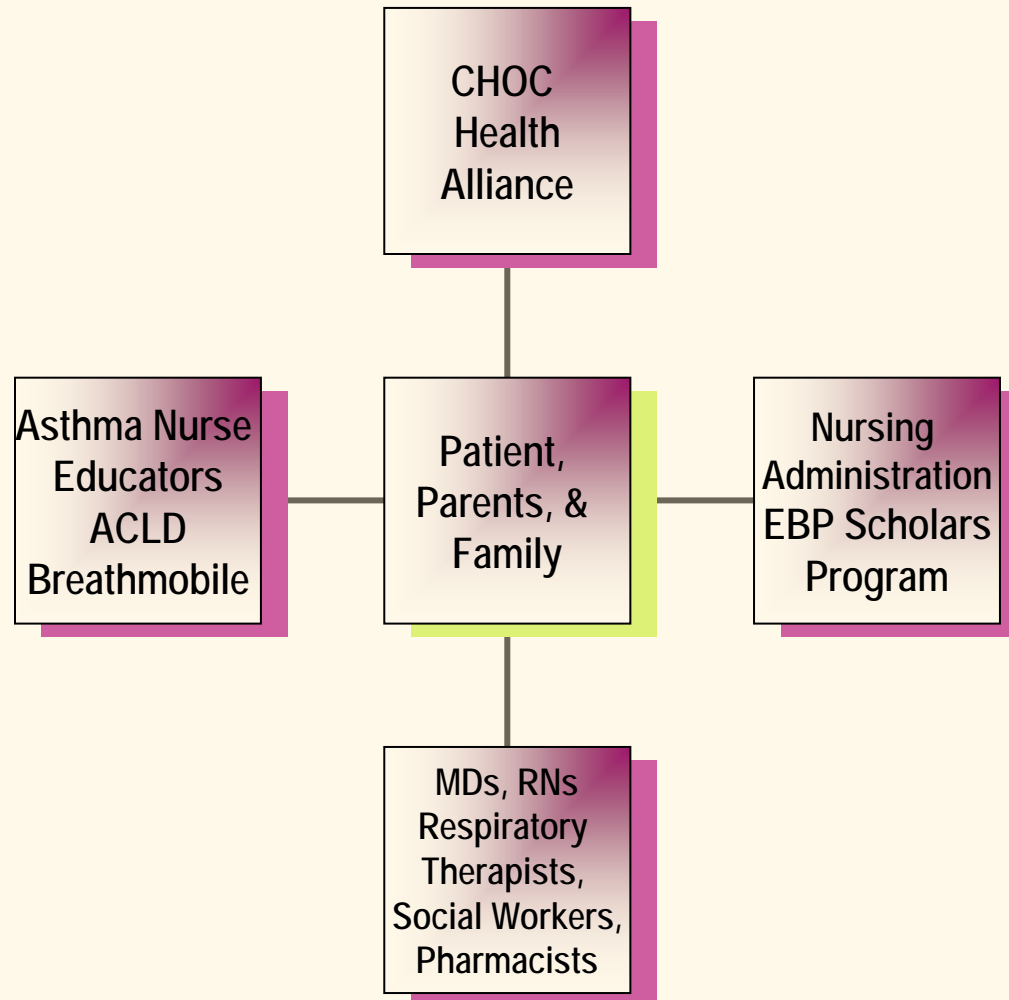 CHOC
Health
Alliance
Asthma Nurse
Educators
ACLD
Breathmobile
Patient,
Parents, &
Family
Nursing
Administration
EBP Scholars
Program
MDs, RNs
Respiratory
Therapists,
Social Workers,
Pharmacists